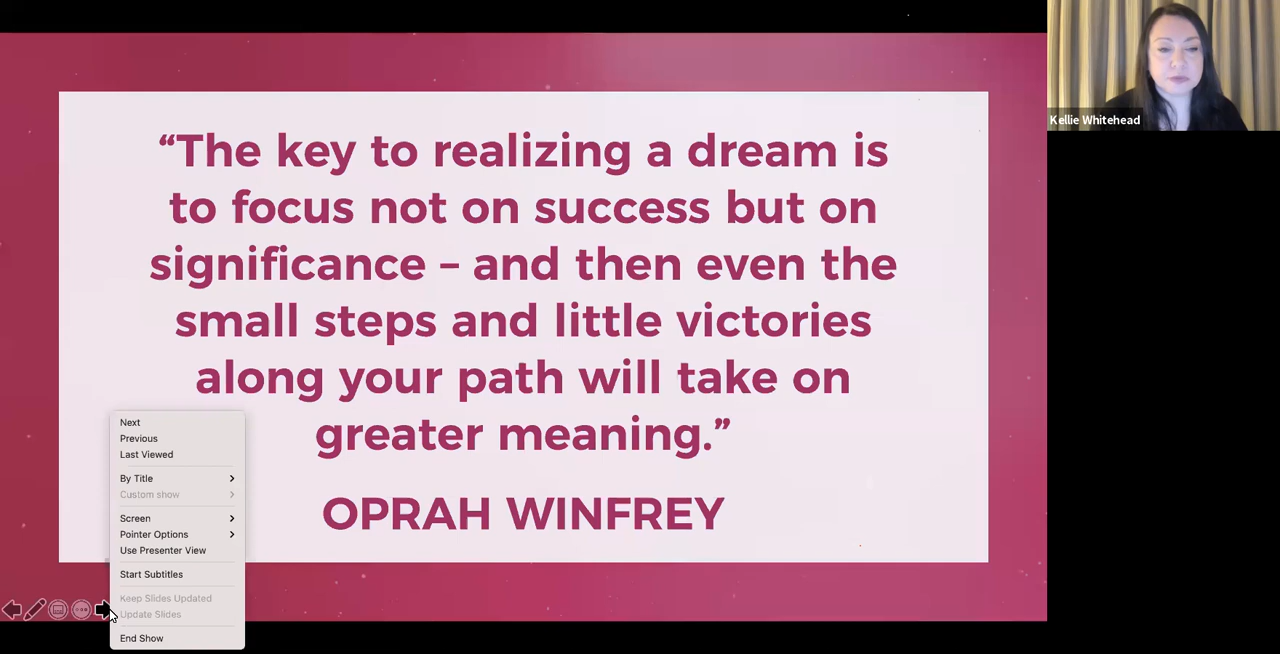 “The key to realizing a dream is
to focus not on success but on
significance – and then even the
small steps and little victories
along your path will take on
greater meaning.”
OPRAH WINFREY
Kellie Whitehead
Next
Previous
Last Viewed
By Title
Custom show
Screen
Pointer Options
Use Presenter View
Start Subtitles
Keep Slides Updated
Update Slides
End Show